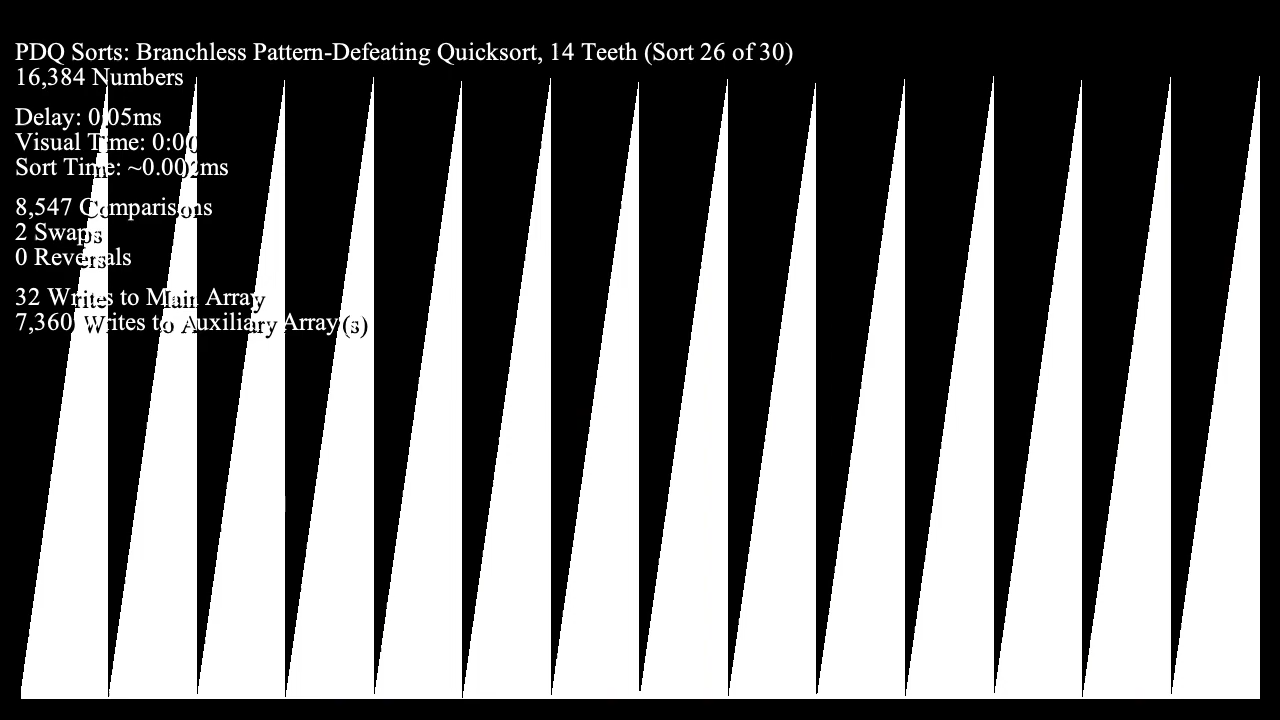 PDQ Sorts: Branchless Pattern-Defeating Quicksort, 14 Teeth (Sort 26 of 30)
16,384 Numbers
Delay: 0.05ms
Visual Time: 0:00
Sort Time: ~0.002ms
8,547 Comparisons
2 Swaps
0 Reversals
32 Writes to Main Array
7,360 Writes to Auxiliary Array(s)